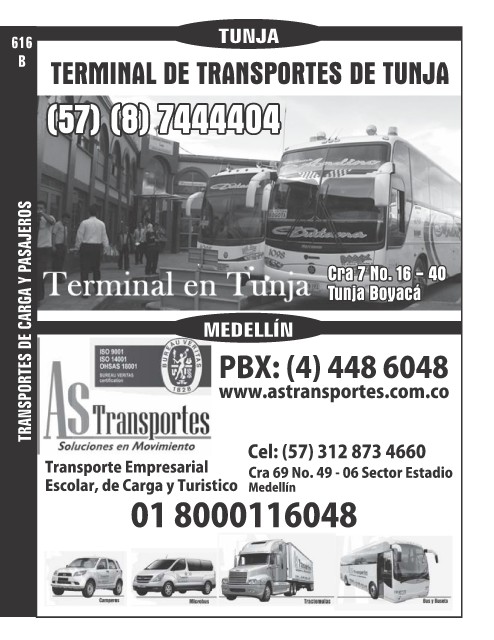 616
B
TRANSPORTES DE CARGA Y PASAJEROS
TUNJA
TERMINAL DE TRANSPORTES DE TUNJA
(57) (8) 7444404
Terminal en Tunja
Cra 7 No. 16 - 40
Tunja Boyacá
MEDELLÍN
ISO 9001
ISO 14001
OHSAS 18001
BUREAU VERITAS
certification
BUREAU VERITAS
1828
AS Transportes
Soluciones en Movimiento
PBX: (4) 448 6048
www.astransportes.com.co
Transporte Empresarial
Escolar, de Carga y Turistico
Cel: (57) 312 873 4660
Cra 69 No. 49 - 06 Sector Estadio
Medellín
01 8000116048
Camperos
Microbus
Tractomulas
Bus y Buseta